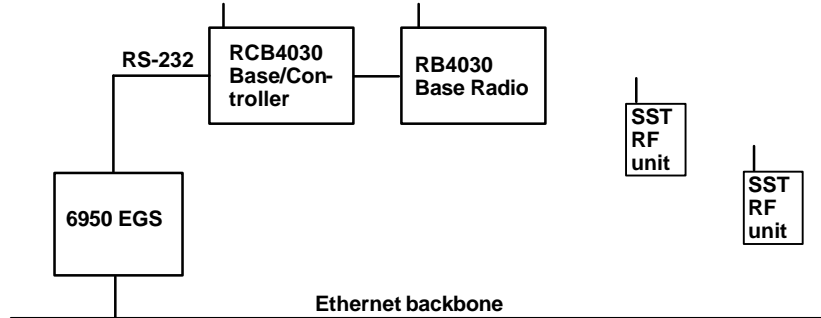 RS-232
RCB4030
Base/Con-
troller
RB4030
Base Radio
SST
RF
unit
SST
RF
unit
6950 EGS
Ethernet backbone